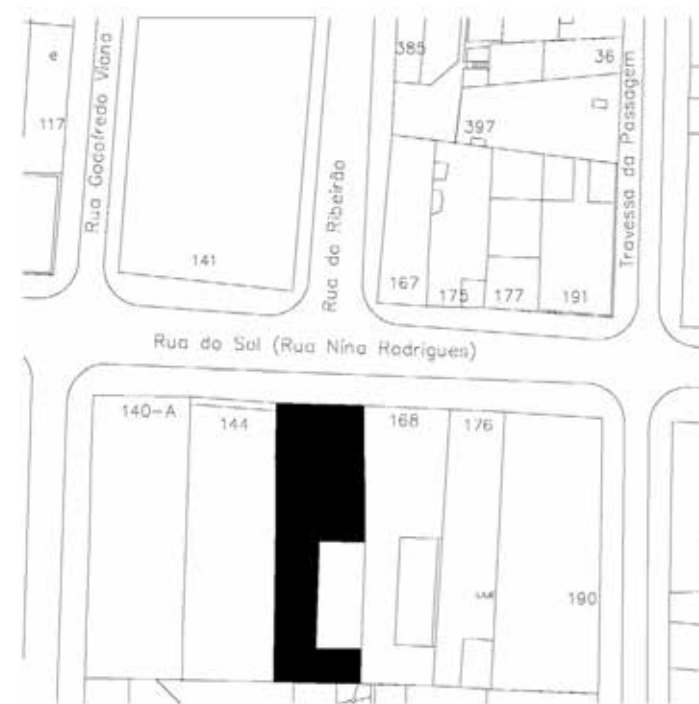 385
36
e
117
397
Rua Godofredo Viana
Rua do Ribeirão
Travessa da Passagem
141
167
175
177
191
Rua do Sol (Rua Nina Rodrigues)
140-A
144
168
176
190